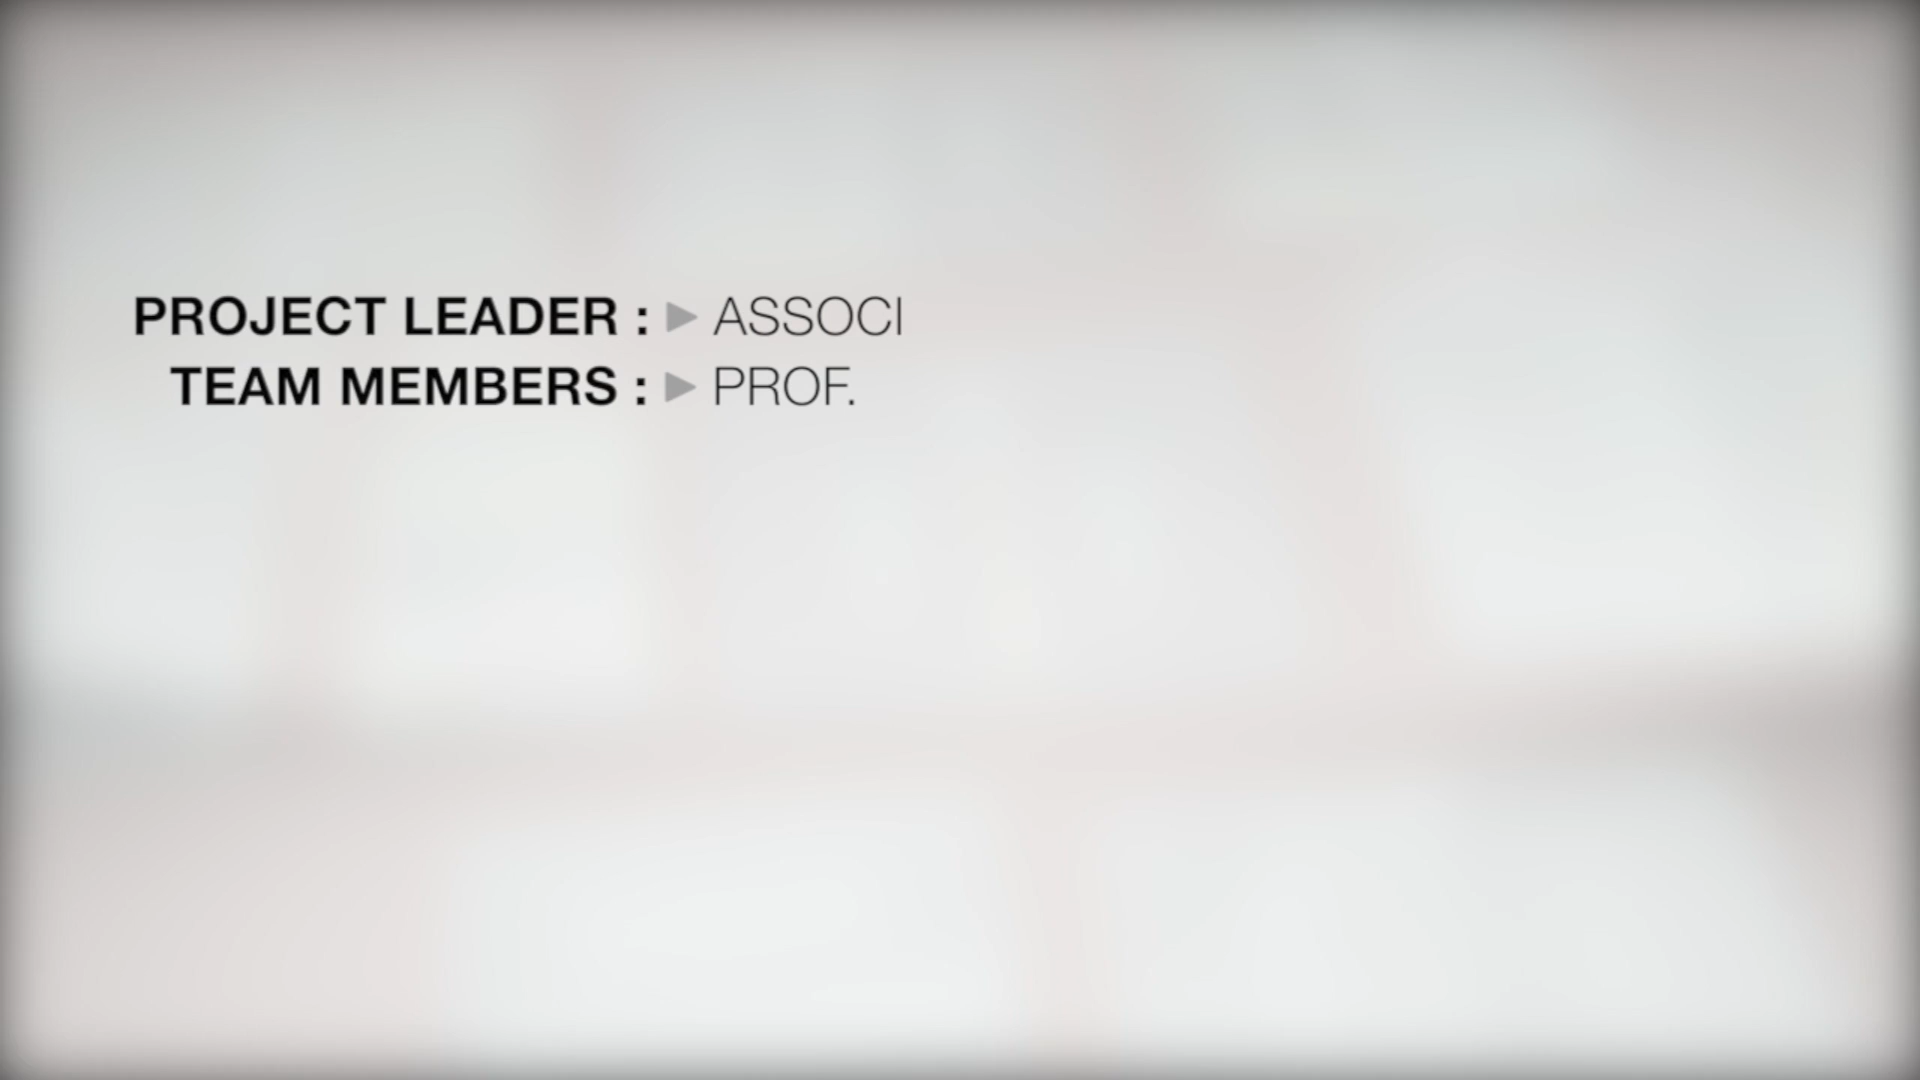 PROJECT LEADER : ▶ ASSOCI
TEAM MEMBERS : ▶ PROF.